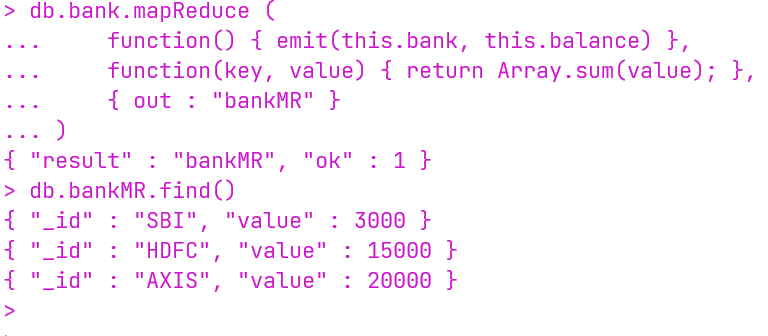 > db.bank.mapReduce (
...     function() { emit(this.bank, this.balance) },
...     function(key, value) { return Array.sum(value); },
...     { out : "bankMR" }
... )
{ "result" : "bankMR", "ok" : 1 }
> db.bankMR.find()
{ "_id" : "SBI", "value" : 3000 }
{ "_id" : "HDFC", "value" : 15000 }
{ "_id" : "AXIS", "value" : 20000 }
>